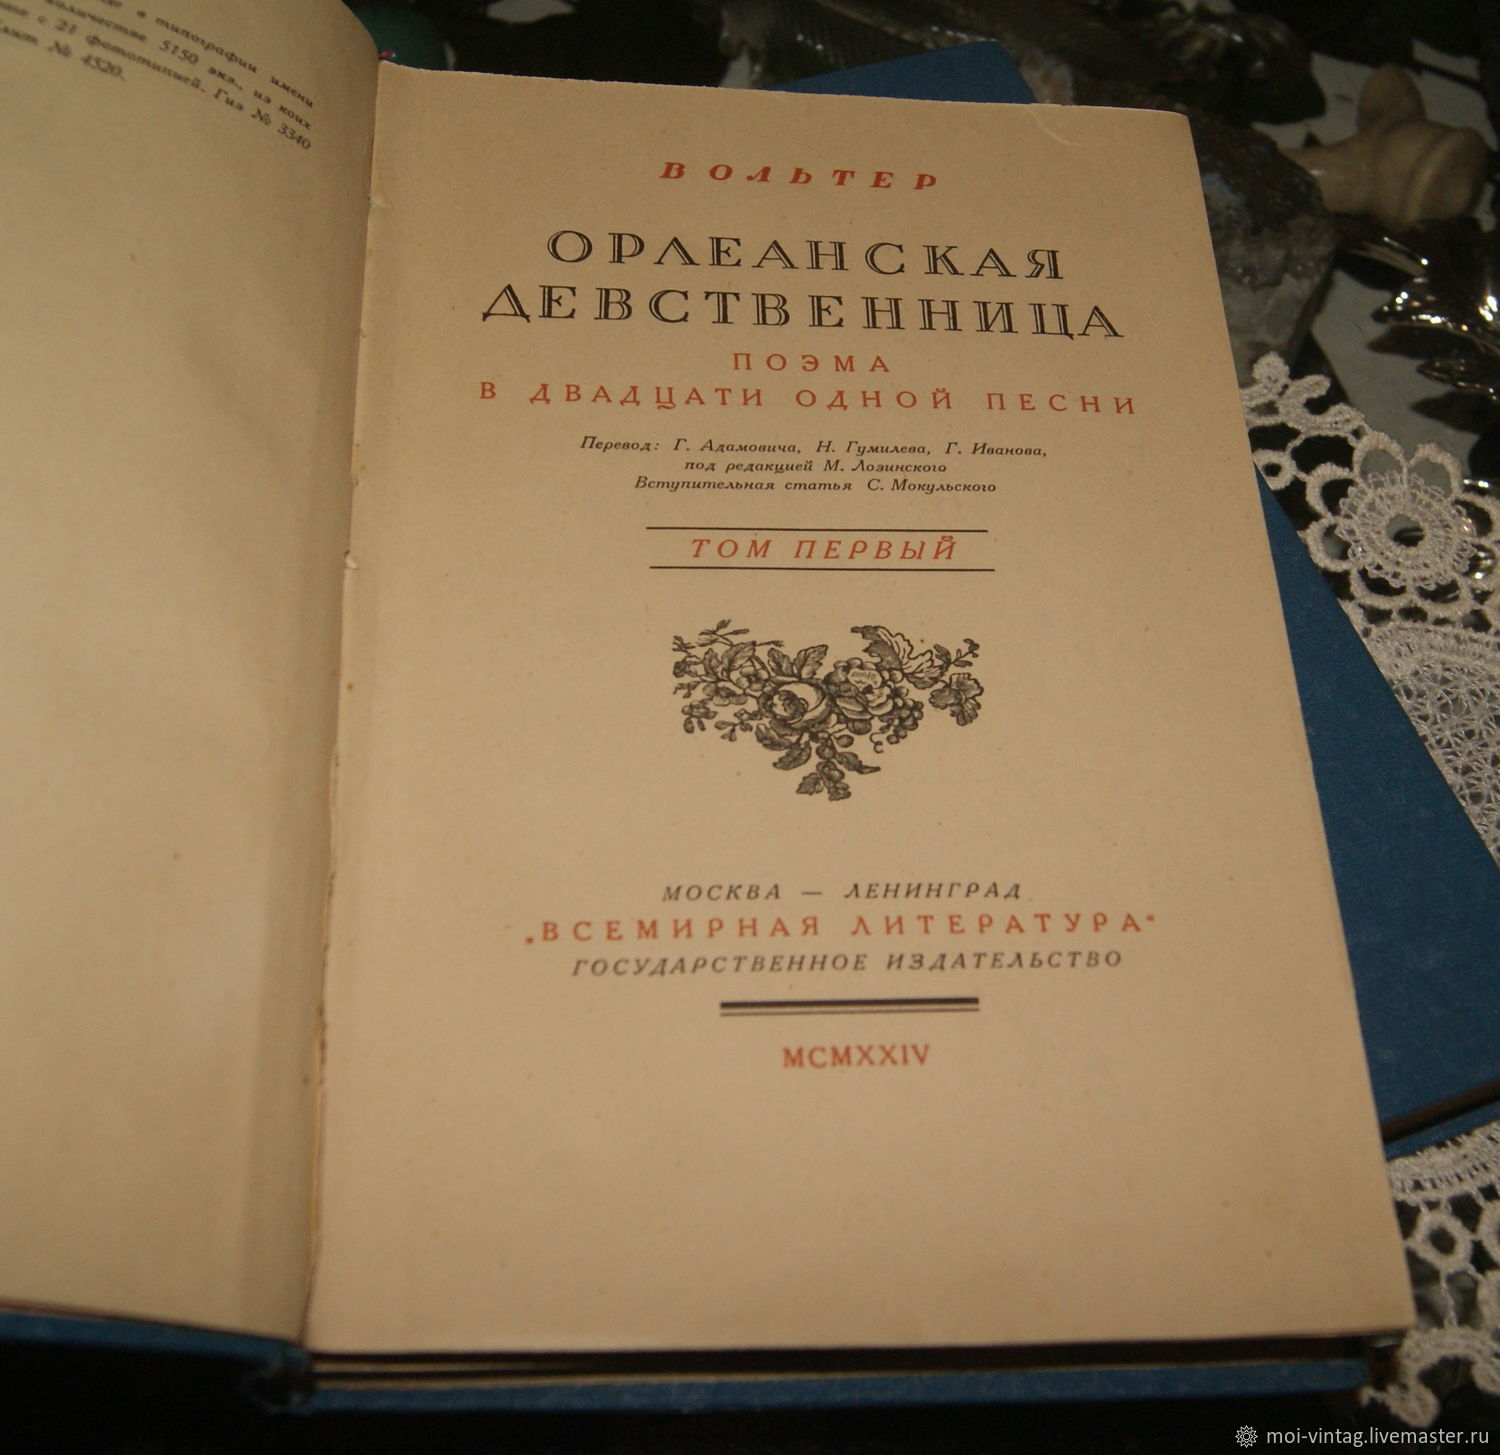 в типографии имени
количестве 5150 экз., из коих
с 21 фототипией. Гиз № 3340
№ 4520.
ВОЛЬТЕР
ОРЛЕАНСКАЯ
ДЕВСТВЕННИЦА
ПОЭМА
В ДВАДЦАТИ ОДНОЙ ПЕСНИ
Перевод: Г. Адамовича, Н. Гумилева, Г. Иванова,
под редакцией М. Лозинского
Вступительная статья С. Мокульского
ТОМ ПЕРВЫЙ
МОСКВА — ЛЕНИНГРАД
„ВСЕМИРНАЯ ЛИТЕРАТУРА“
ГОСУДАРСТВЕННОЕ ИЗДАТЕЛЬСТВО
MCMXXIV
moi-vintag.livemaster.ru